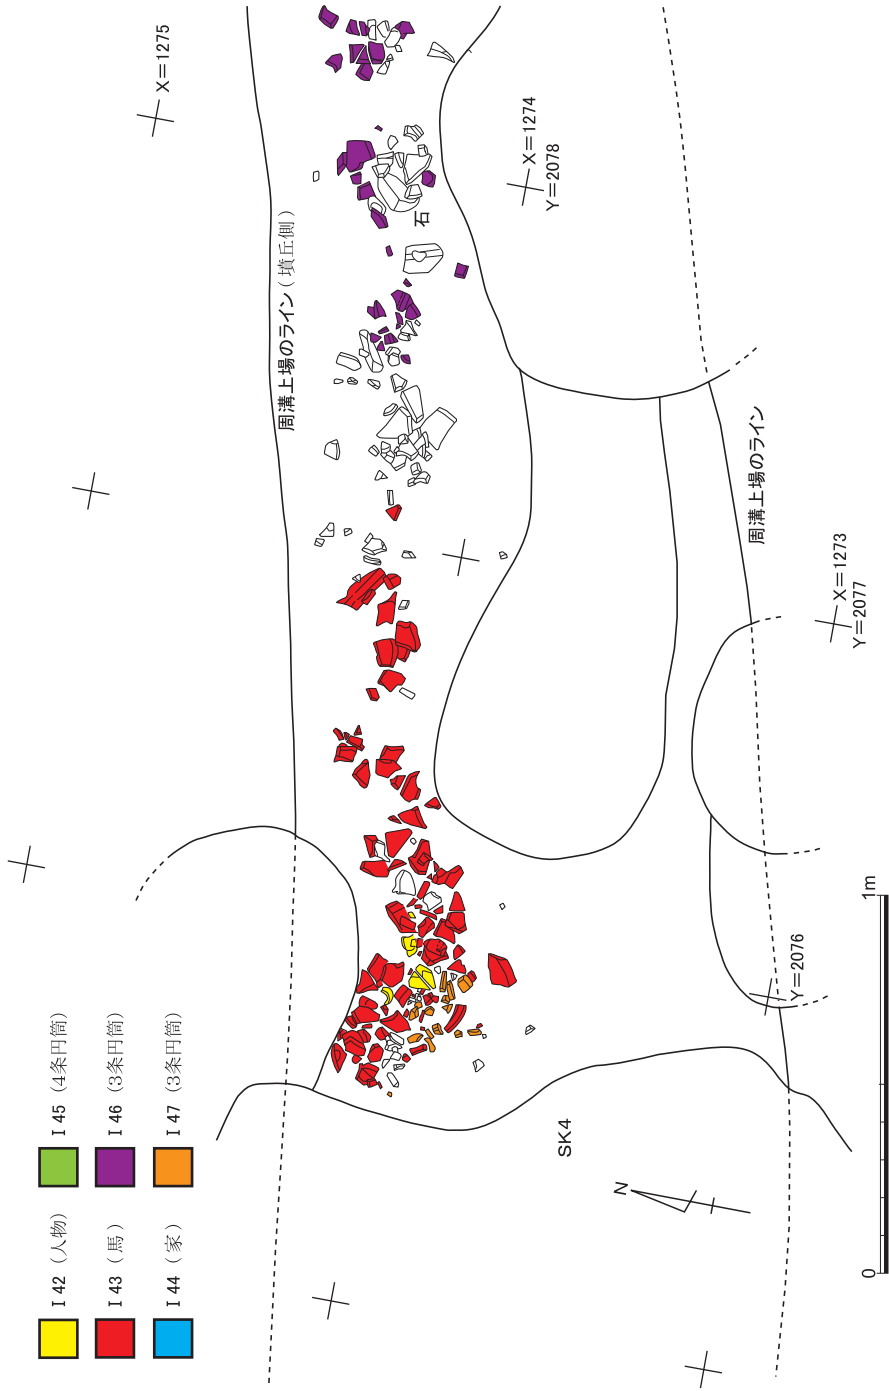 I 42 (人物)
I 43 (馬)
I 44 (家)
I 45 (4条円筒)
I 46 (3条円筒)
I 47 (3条円筒)
X=1275
周溝上場のライン(墳丘側)
石
X=1274
Y=2078
周溝上場のライン
X=1273
Y=2077
Y=2076
SK4
N
0
1m